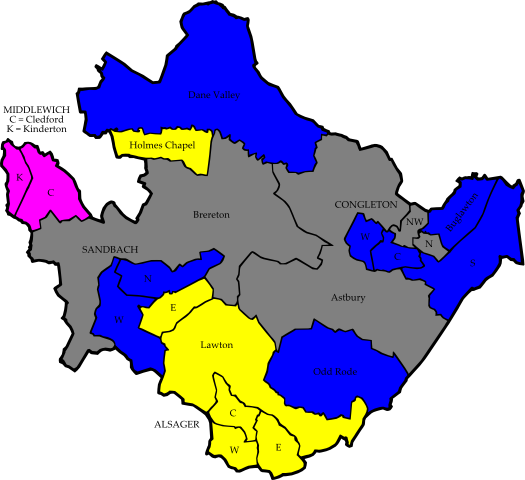 Dane Valley
MIDDLEWICH
C = Cledford
K = Kinderton
Holmes Chapel
K
C
CONGLETON
Buglawton
Brereton
NW
W
N
C
SANDBACH
S
N
Astbury
E
W
Lawton
Odd Rode
C
ALSAGER
W
E